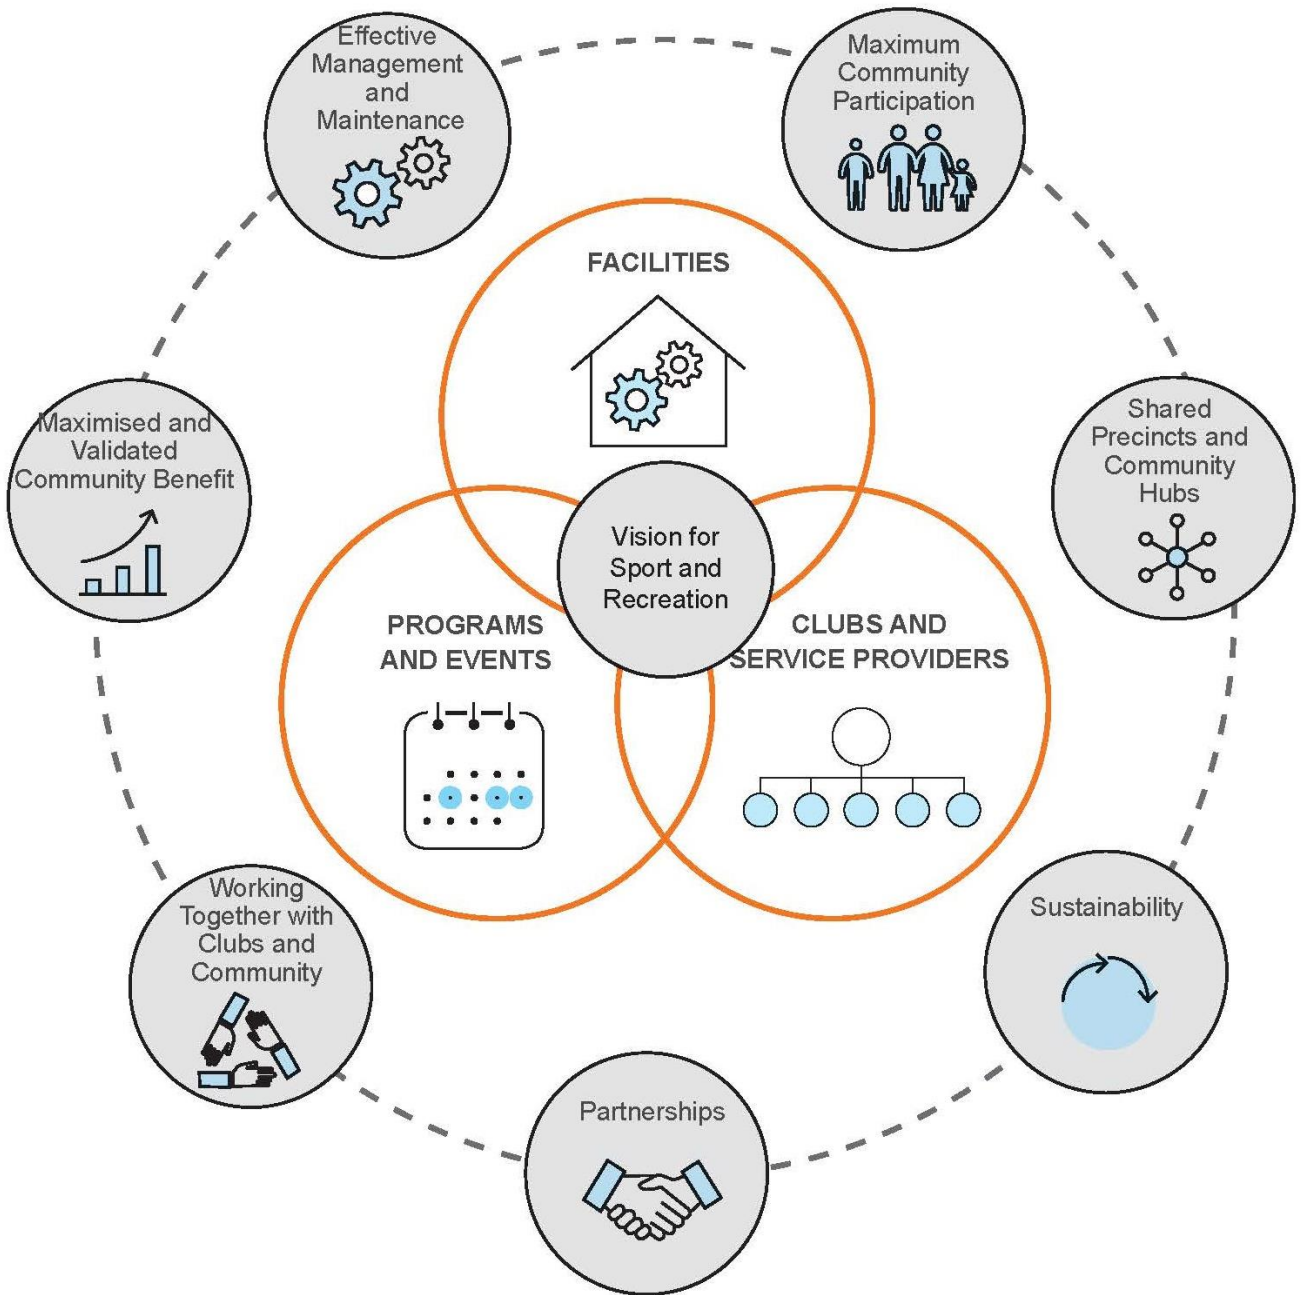 Effective
Management
and
Maintenance
Maximum
Community
Participation
FACILITIES
Maximised and
Validated
Community Benefit
Shared
Precincts and
Community
Hubs
Vision for
Sport and
Recreation
PROGRAMS
AND EVENTS
CLUBS AND
SERVICE PROVIDERS
Working
Together with
Clubs and
Community
Sustainability
Partnerships